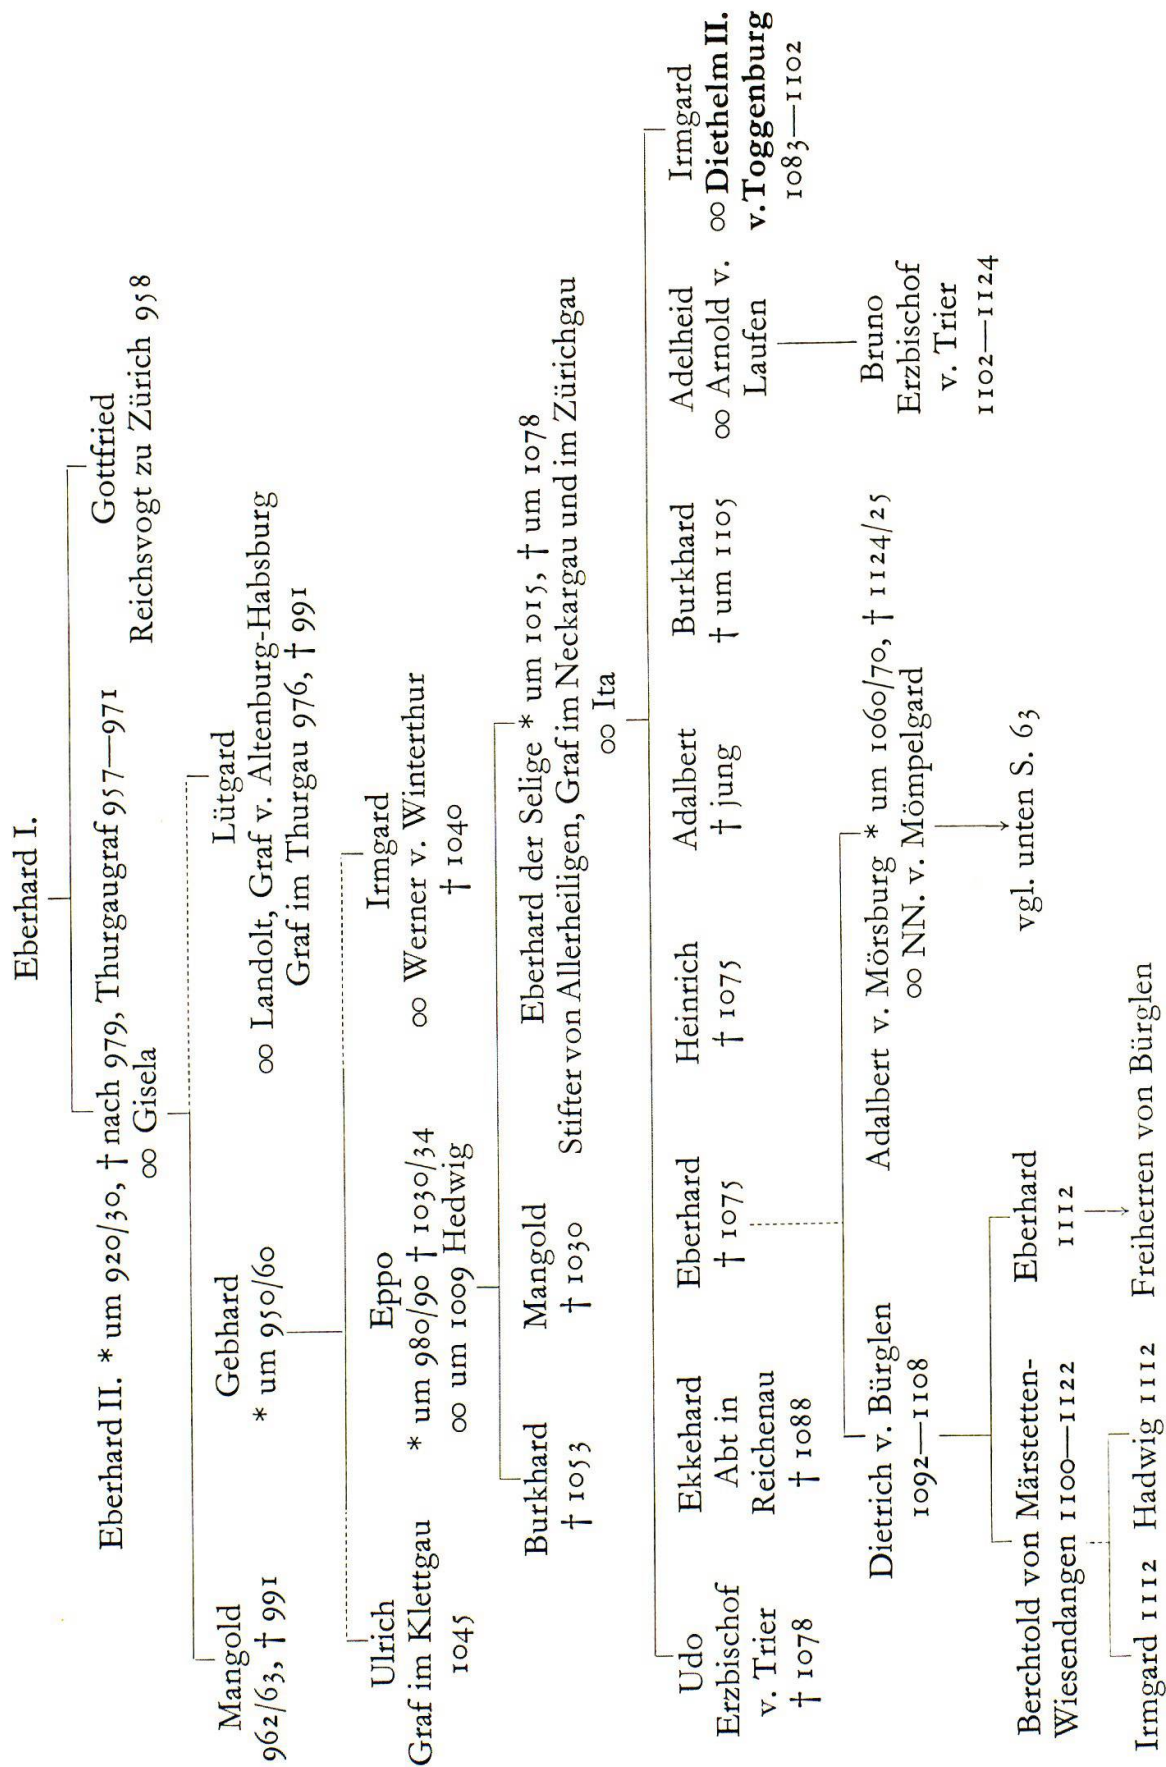 Eberhard I.
Eberhard II. * um 920/30, † nach 979, Thurgaugraf 957—971
∞ Gisela
Gottfried
Reichsvogt zu Zürich 958
Mangold
962/63, † 991
Gebhard
* um 950/60
Lütgard
∞ Landolt, Graf v. Altenburg-Habsburg
Graf im Thurgau 976, † 991
Ulrich
Graf im Klettgau
1045
Eppo
* um 980/90 † 1030/34
∞ um 1009 Hedwig
Irmgard
∞ Werner v. Winterthur
† 1040
Burkhard
† 1053
Mangold
† 1030
Eberhard der Selige * um 1015, † um 1078
Stifter von Allerheiligen, Graf im Neckargau und im Zürichgau
∞ Ita
Udo
Erzbischof
v. Trier
† 1078
Ekkehard
Abt in
Reichenau
† 1088
Eberhard
† 1075
Heinrich
† 1075
Adalbert
† jung
Burkhard
† um 1105
Adelheid
∞ Arnold v.
Laufen
Irmgard
∞ Diethelm II.
v. Toggenburg
1083—1102
Dietrich v. Bürglen
1092—1108
Adalbert v. Mörsburg * um 1060/70, † 1124/25
∞ NN. v. Mömpelgard
Bruno
Erzbischof
v. Trier
1102—1124
Berchtold von Märstetten-
Wiesendangen 1100—1122
Eberhard
1112
vgl. unten S. 63
Irmgard 1112
Hadwig 1112
Freiherren von Bürglen